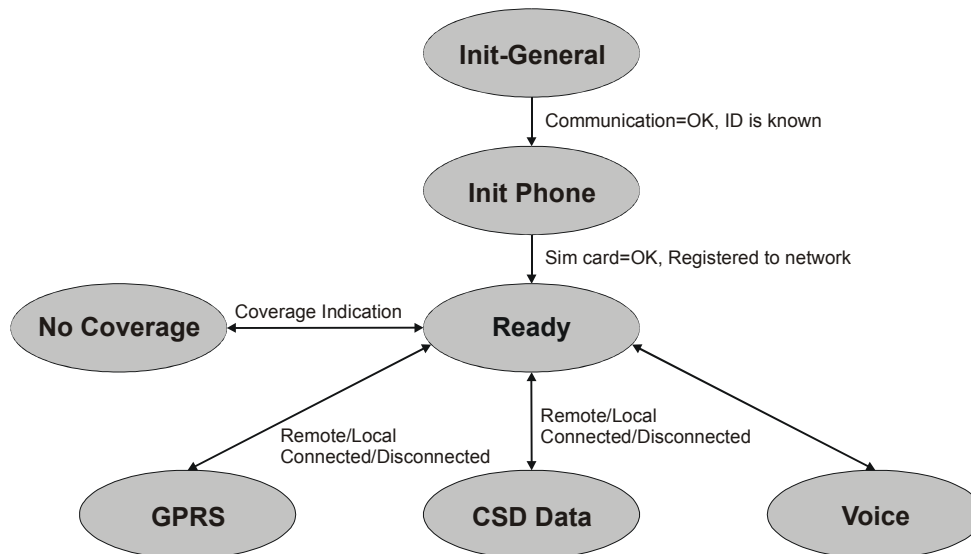 Init-General
Communication=OK, ID is known
Init Phone
Sim card=OK, Registered to network
No Coverage
Coverage Indication
Ready
Remote/Local
Connected/Disconnected
Remote/Local
Connected/Disconnected
GPRS
CSD Data
Voice